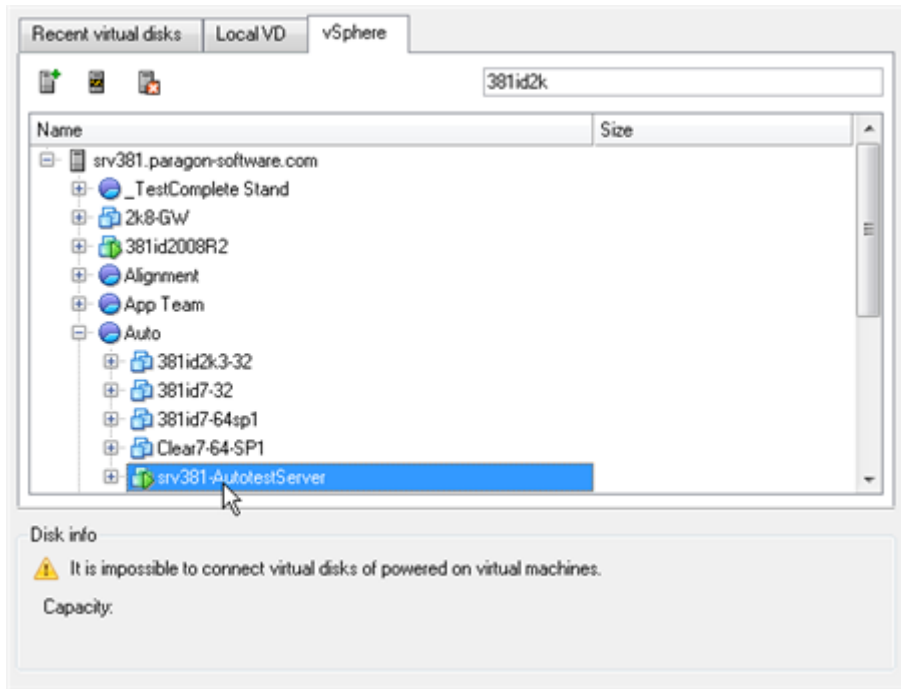 Recent virtual disks Local VD vSphere
381id2k
Name Size
srv381.paragon-software.com
_TestComplete Stand
2k8-GW
381id2008R2
Alignment
App Team
Auto
381id2k3-32
381id7-32
381id7-64sp1
Clear7-64-SP1
srv381-AutotestServer
Disk info
It is impossible to connect virtual disks of powered on virtual machines.
Capacity: